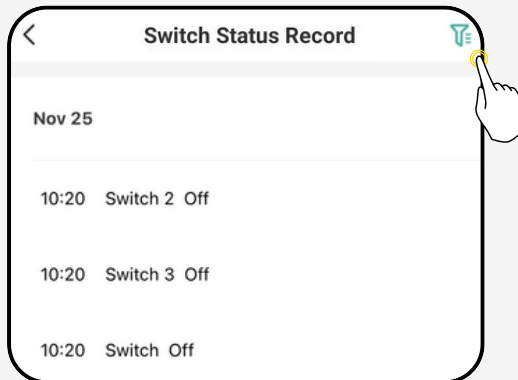 Switch Status Record
Nov 25
10:20 Switch 2 Off
10:20 Switch 3 Off
10:20 Switch Off